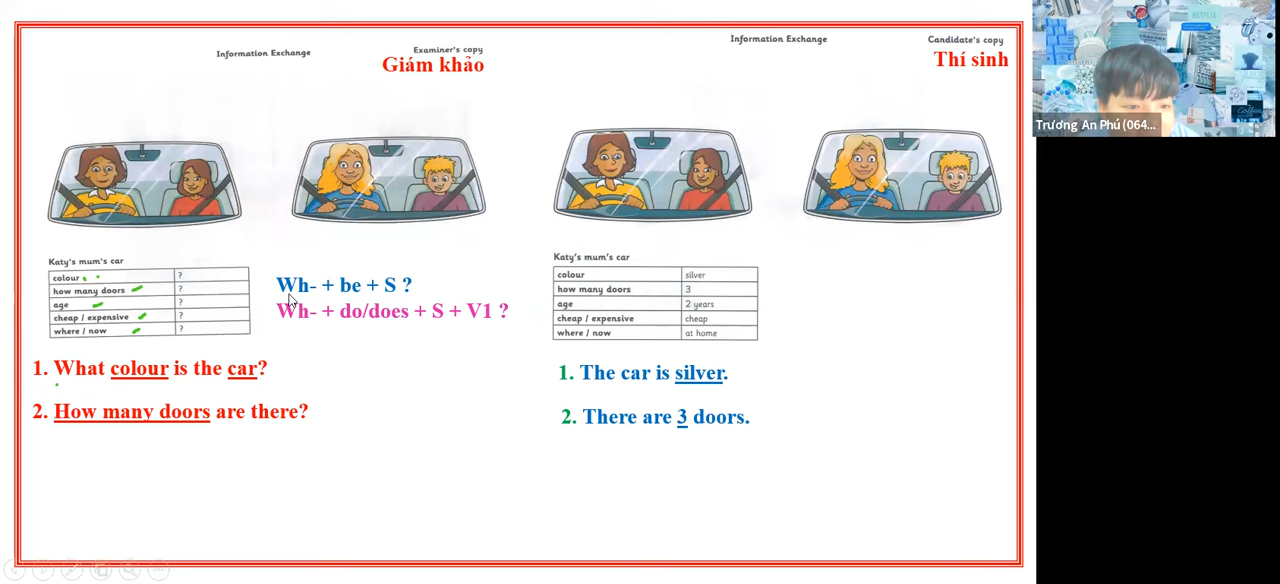 Information Exchange
Examiner's copy
Giám khảo
Information Exchange
Candidate's copy
Thí sinh
Katy's mum's car
colour ?
how many doors ?
age ?
cheap / expensive ?
where / now ?
Wh- + be + S ?
Wh- + do/does + S + V1 ?
1. What colour is the car?
2. How many doors are there?
Katy's mum's car
colour silver
how many doors 3
age 2 years
cheap / expensive cheap
where / now at home
1. The car is silver.
2. There are 3 doors.
NETFLIX
Trương An Phú (064...